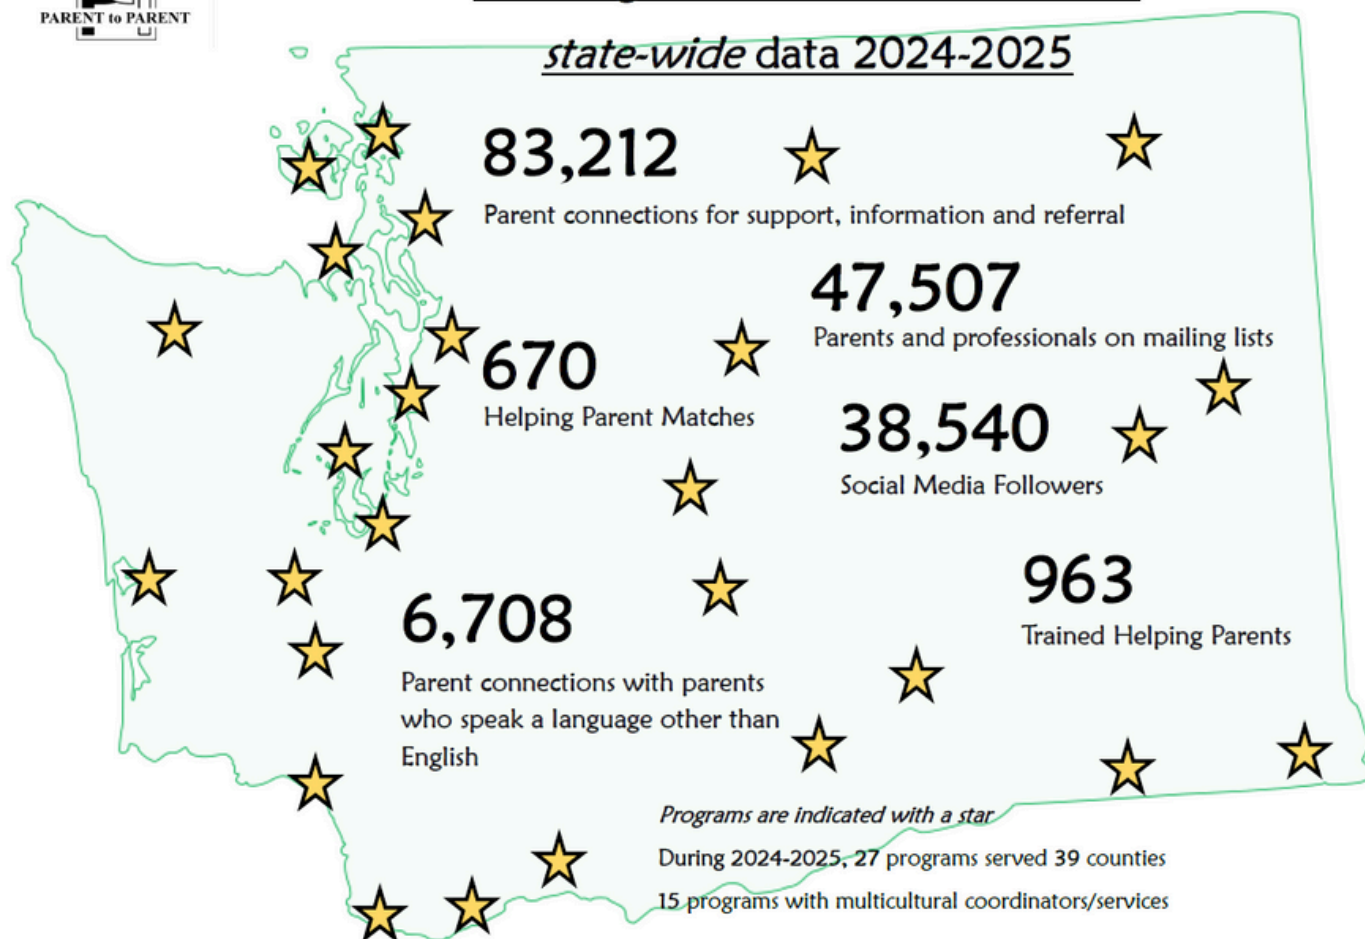 PARENT to PARENT
state-wide data 2024-2025
83,212
Parent connections for support, information and referral
47,507
Parents and professionals on mailing lists
670
Helping Parent Matches
38,540
Social Media Followers
963
Trained Helping Parents
6,708
Parent connections with parents
who speak a language other than
English
Programs are indicated with a star
During 2024-2025, 27 programs served 39 counties
15 programs with multicultural coordinators/services